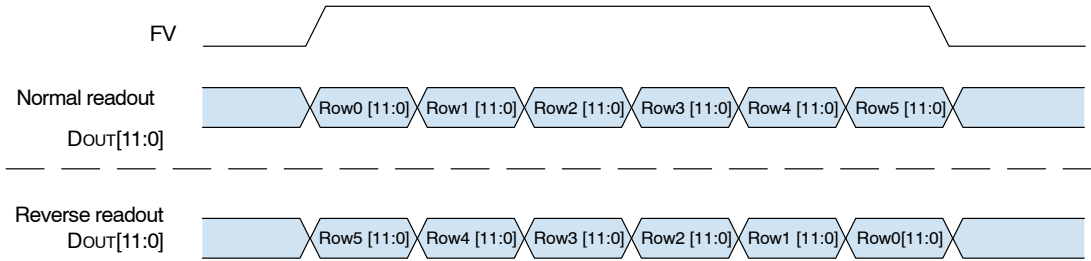 FV
Normal readout
DOUT[11:0]
Row0 [11:0] Row1 [11:0] Row2 [11:0] Row3 [11:0] Row4 [11:0] Row5 [11:0]
Reverse readout
DOUT[11:0]
Row5 [11:0] Row4 [11:0] Row3 [11:0] Row2 [11:0] Row1 [11:0] Row0[11:0]